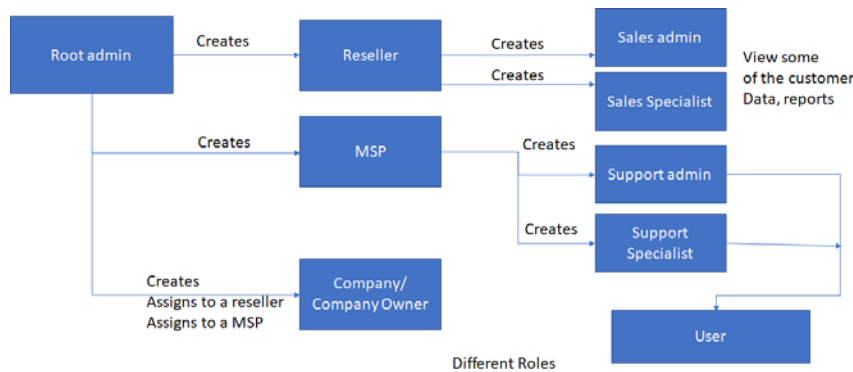 Root admin
Creates
Reseller
Creates
Sales admin
Creates
Sales Specialist
View some
of the customer
Data, reports
Creates
MSP
Creates
Support admin
Creates
Support
Specialist
Creates
Assigns to a reseller
Assigns to a MSP
Company/
Company Owner
User
Different Roles